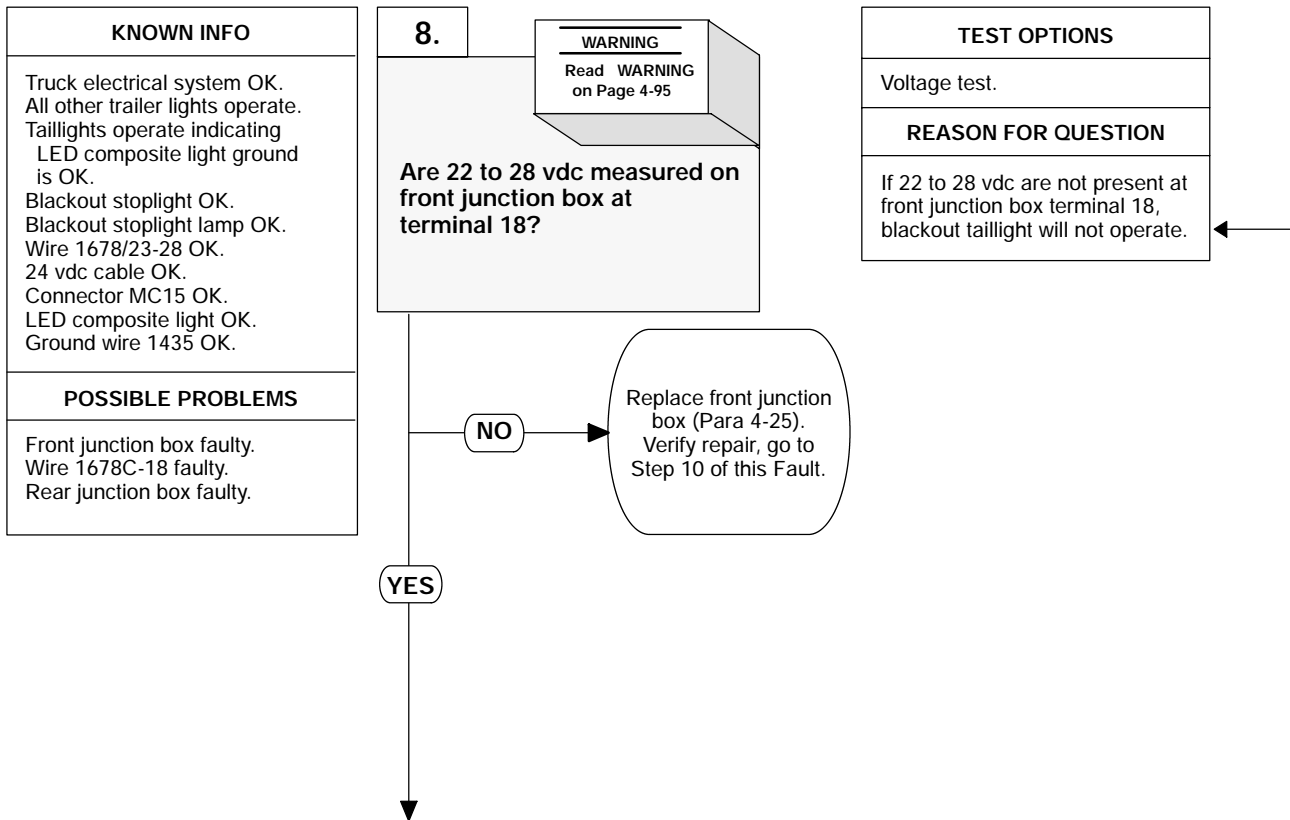 KNOWN INFO
Truck electrical system OK.
All other trailer lights operate.
Taillights operate indicating
LED composite light ground
is OK.
Blackout stoplight OK.
Blackout stoplight lamp OK.
Wire 1678/23-28 OK.
24 vdc cable OK.
Connector MC15 OK.
LED composite light OK.
Ground wire 1435 OK.
POSSIBLE PROBLEMS
Front junction box faulty.
Wire 1678C-18 faulty.
Rear junction box faulty.
8.
WARNING
Read WARNING
on Page 4-95
Are 22 to 28 vdc measured on
front junction box at
terminal 18?
NO
Replace front junction
box (Para 4-25).
Verify repair, go to
Step 10 of this Fault.
YES
TEST OPTIONS
Voltage test.
REASON FOR QUESTION
If 22 to 28 vdc are not present at
front junction box terminal 18,
blackout taillight will not operate.